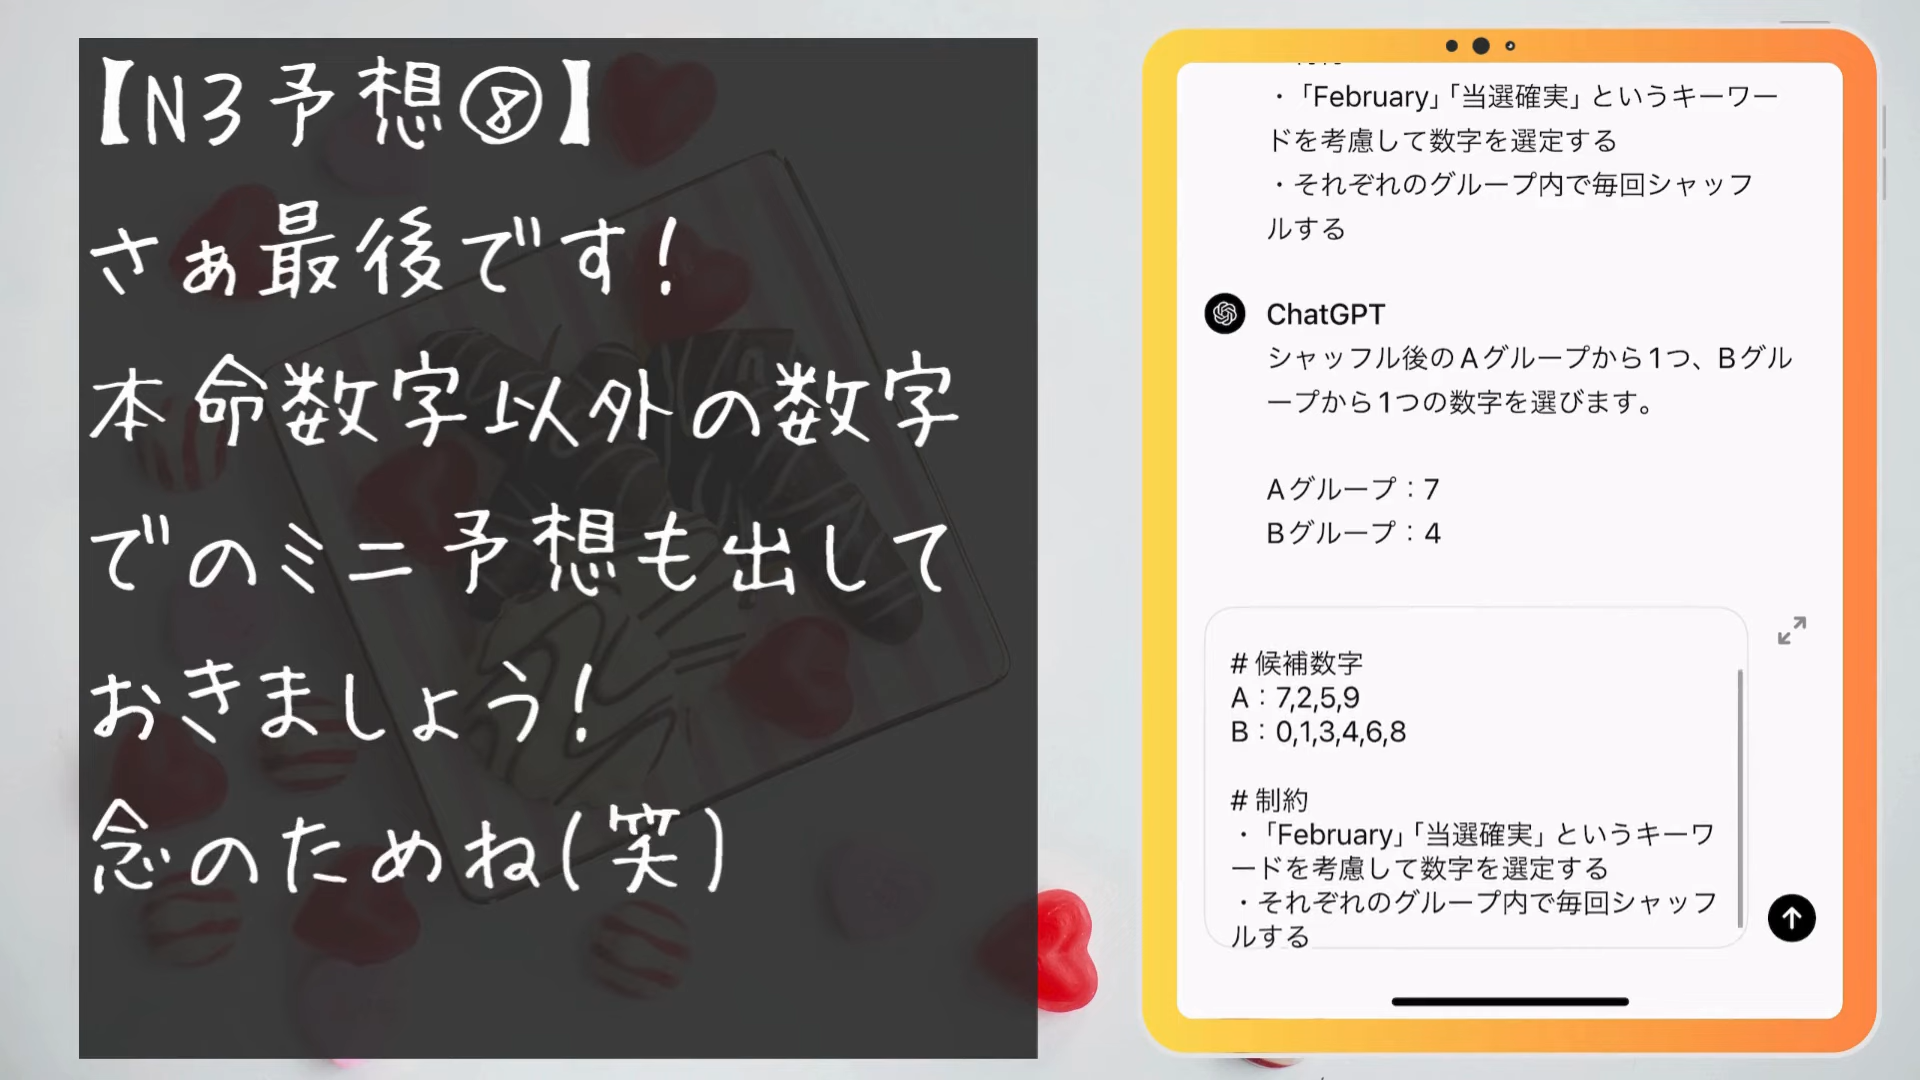 【N3予想⑧】
さぁ最後です!
本命数字以外の数字
でのミニ予想も出して
おきましょう!
念のためね(笑)
・「February」「当選確実」というキーワー
ドを考慮して数字を選定する
・それぞれのグループ内で毎回シャッフ
ルする
ChatGPT
シャッフル後のAグループから1つ、Bグル
ープから1つの数字を選びます。
Aグループ：7
Bグループ：4
# 候補数字
A：7,2,5,9
B：0,1,3,4,6,8
# 制約
・「February」「当選確実」というキーワ
ードを考慮して数字を選定する
・それぞれのグループ内で毎回シャッフ
ルする